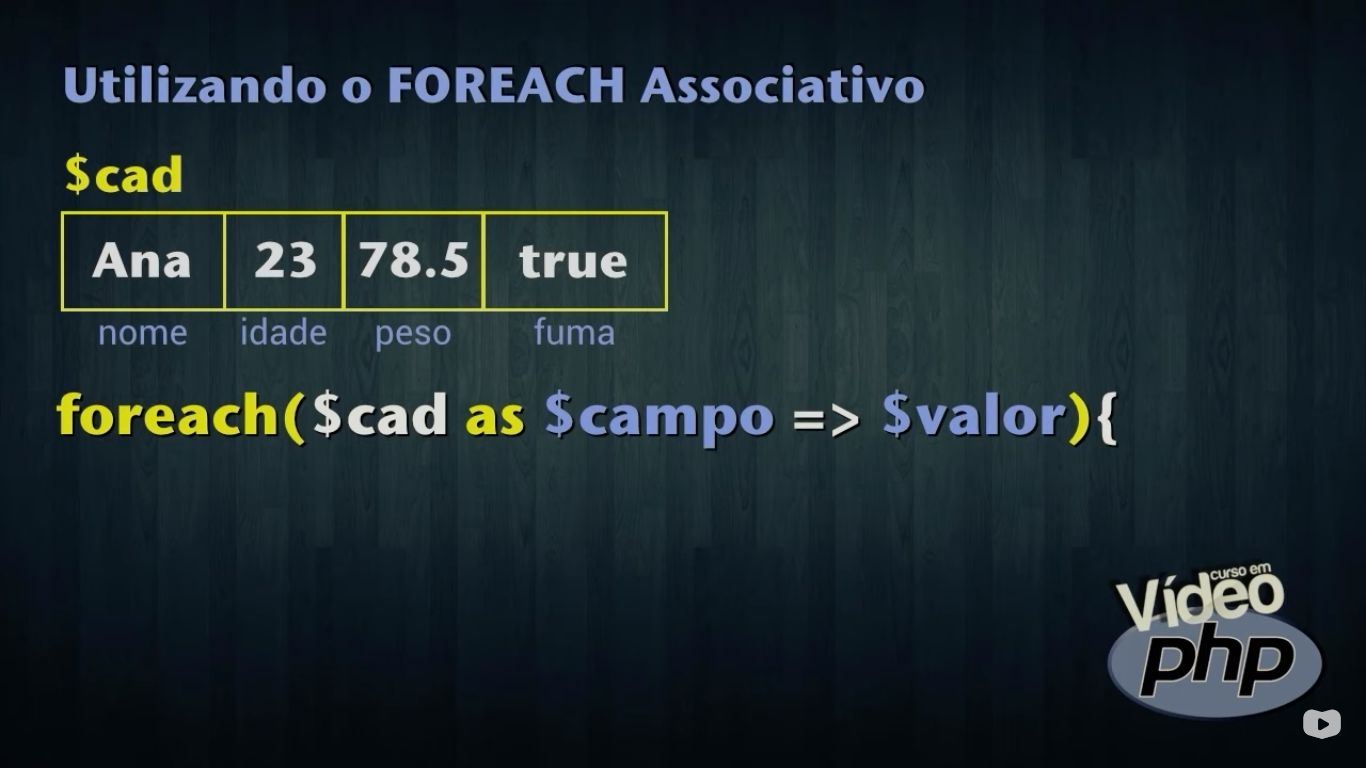 Utilizando o FOREACH Associativo
$cad
Ana 23 78.5 true
nome idade peso fuma
foreach($cad as $campo => $valor){
curso em
Vídeo
php